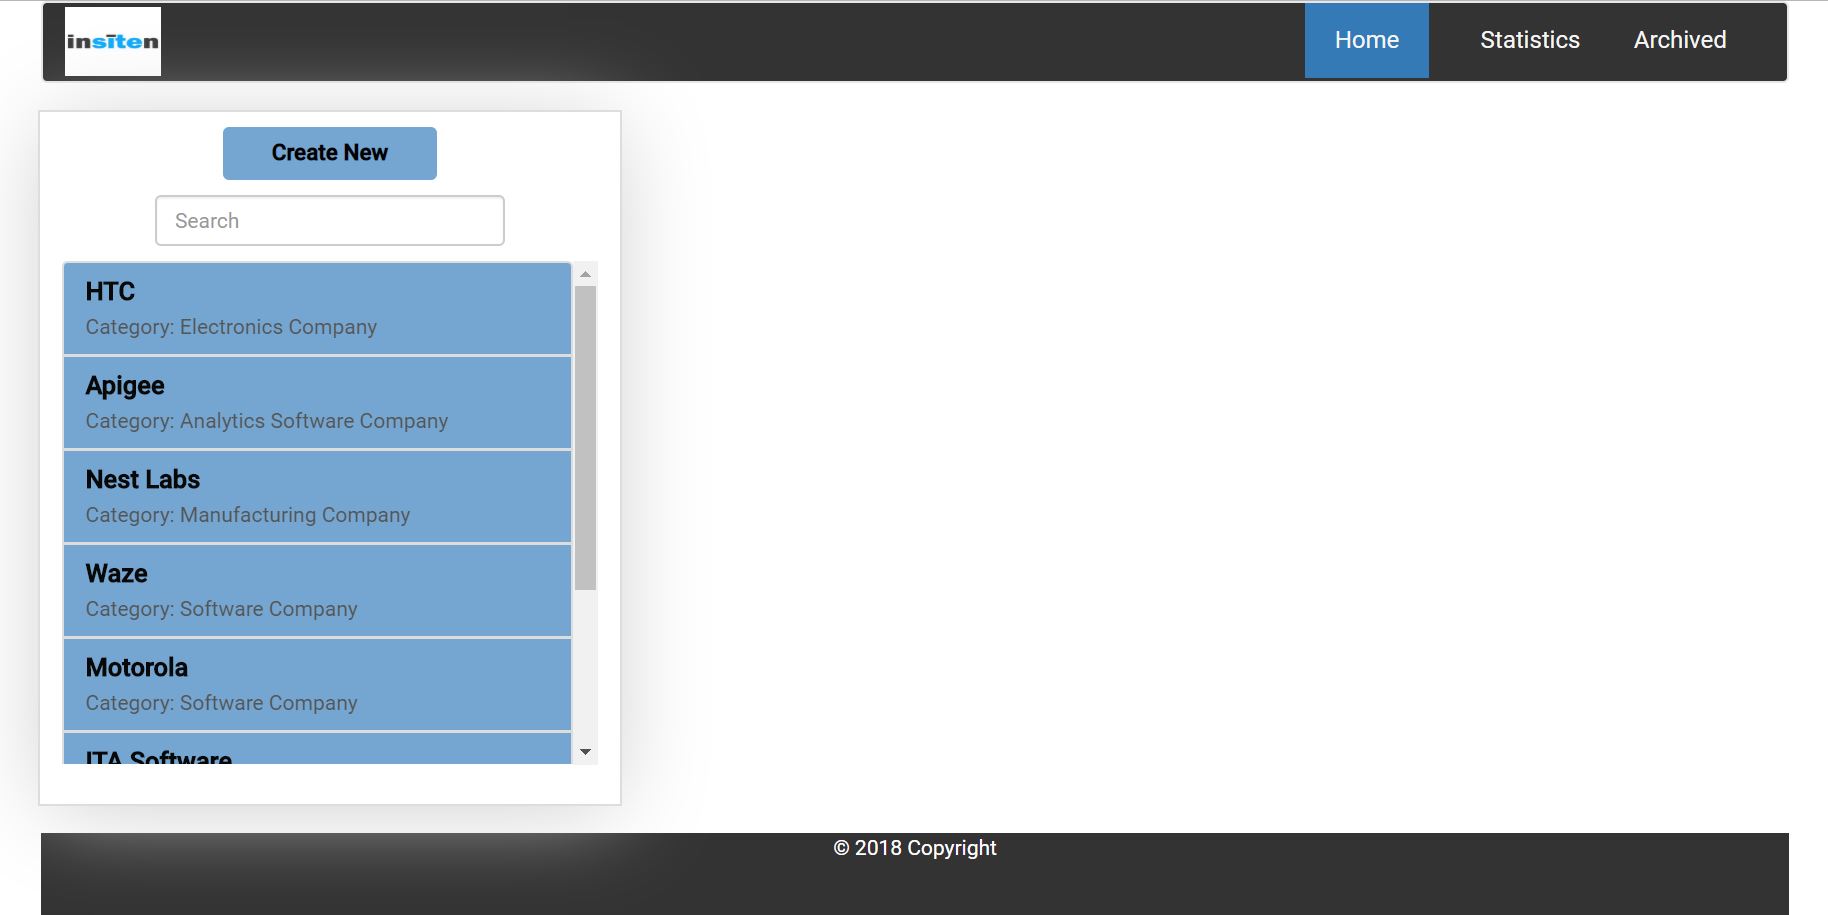 insiten
Home Statistics Archived
Create New
Search
HTC
Category: Electronics Company
Apigee
Category: Analytics Software Company
Nest Labs
Category: Manufacturing Company
Waze
Category: Software Company
Motorola
Category: Software Company
ITA Software
© 2018 Copyright